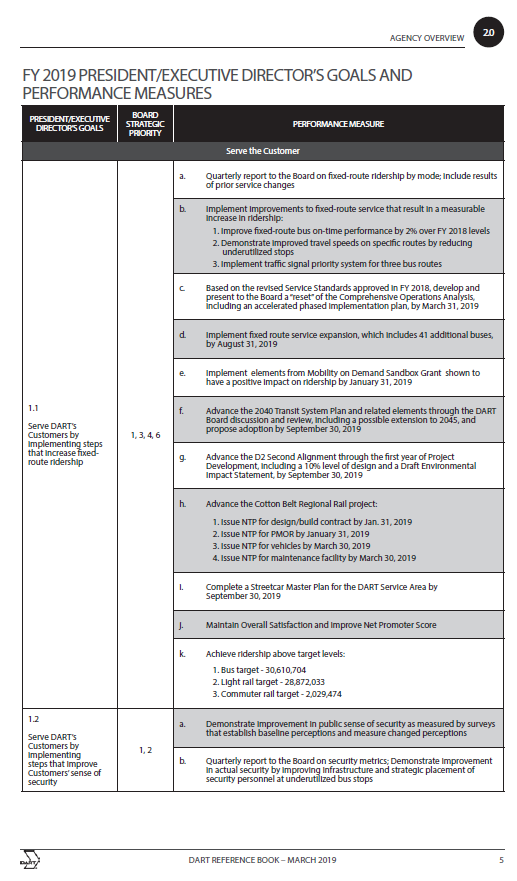 AGENCY OVERVIEW
2.0
FY 2019 PRESIDENT/EXECUTIVE DIRECTOR'S GOALS AND
PERFORMANCE MEASURES
PRESIDENT/EXECUTIVE
DIRECTOR'S GOALS
BOARD
STRATEGIC
PRIORITY
PERFORMANCE MEASURE
Serve the Customer
1.1
Serve DART's
Customers by
implementing steps
that increase fixed-
route ridership
1, 3, 4, 6
a. Quarterly report to the Board on fixed-route ridership by mode; include results
of prior service changes
b. Implement improvements to fixed-route service that result in a measurable
increase in ridership:
1. Improve fixed-route bus on-time performance by 2% over FY 2018 levels
2. Demonstrate improved travel speeds on specific routes by reducing
underutilized stops
3. Implement traffic signal priority system for three bus routes
c. Based on the revised Service Standards approved in FY 2018, develop and
present to the Board a "reset" of the Comprehensive Operations Analysis,
including an accelerated phased implementation plan, by March 31, 2019
d. Implement fixed route service expansion, which includes 41 additional buses,
by August 31, 2019
e. Implement elements from Mobility on Demand Sandbox Grant shown to
have a positive impact on ridership by January 31, 2019
f. Advance the 2040 Transit System Plan and related elements through the DART
Board discussion and review, including a possible extension to 2045, and
propose adoption by September 30, 2019
g. Advance the D2 Second Alignment through the first year of Project
Development, including a 10% level of design and a Draft Environmental
Impact Statement, by September 30, 2019
h. Advance the Cotton Belt Regional Rail project:
1. Issue NTP for design/build contract by Jan. 31, 2019
2. Issue NTP for PMOR by January 31, 2019
3. Issue NTP for vehicles by March 30, 2019
4. Issue NTP for maintenance facility by March 30, 2019
i. Complete a Streetcar Master Plan for the DART Service Area by
September 30, 2019
j. Maintain Overall Satisfaction and improve Net Promoter Score
k. Achieve ridership above target levels:
1. Bus target - 30,610,704
2. Light rail target - 28,872,033
3. Commuter rail target - 2,029,474
1.2
Serve DART's
Customers by
implementing
steps that improve
Customers' sense of
security
1, 2
a. Demonstrate improvement in public sense of security as measured by surveys
that establish baseline perceptions and measure changed perceptions
b. Quarterly report to the Board on security metrics; Demonstrate improvement
in actual security by improving infrastructure and strategic placement of
security personnel at underutilized bus stops
DART
DART REFERENCE BOOK – MARCH 2019
5